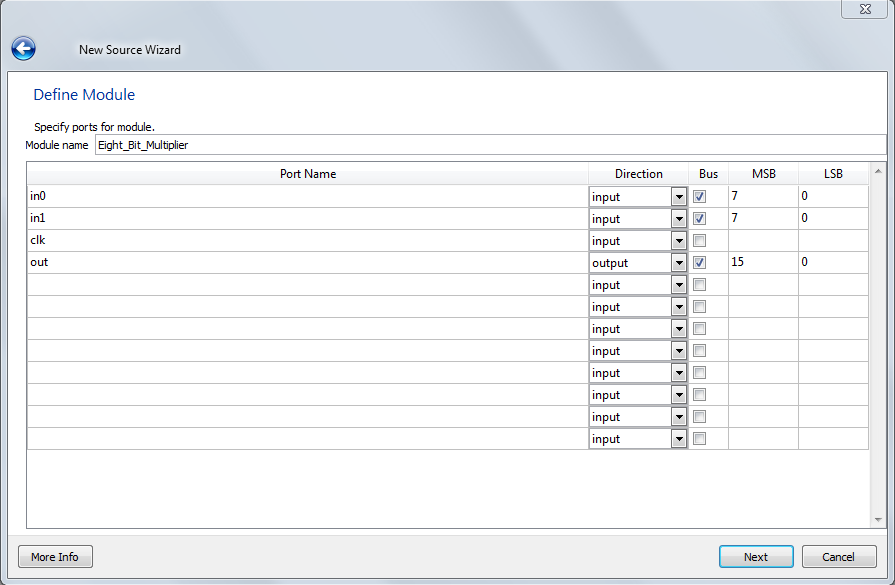 New Source Wizard
Define Module
Specify ports for module.
Module name Eight_Bit_Multiplier
Port Name Direction Bus MSB LSB
in0 input 7 0
in1 input 7 0
clk input
out output 15 0
input
input
input
input
input
input
input
input
More Info Next Cancel